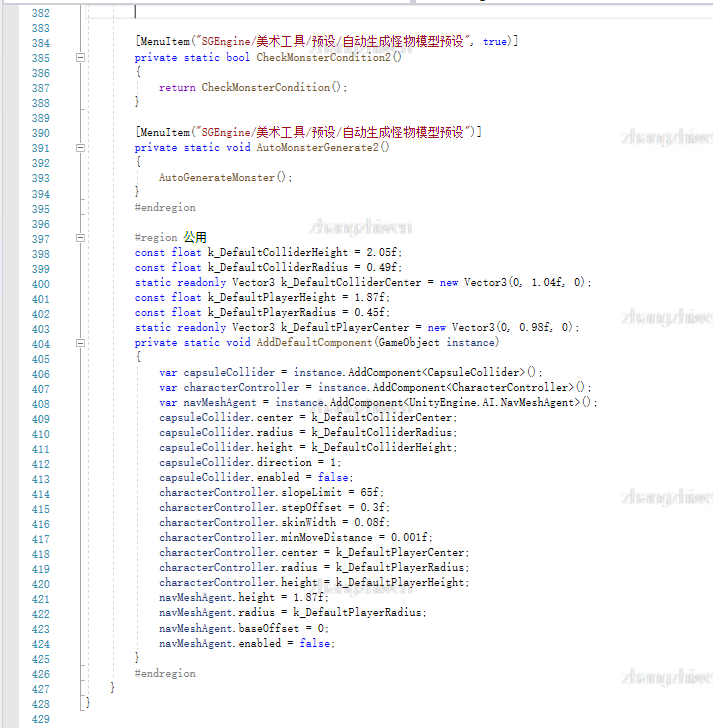 382
383
384 [MenuItem("SGEngine/美术工具/预设/自动生成怪物模型预设", true)]
385 private static bool CheckMonsterCondition2()
386 {
387 return CheckMonsterCondition();
388 }
389
390 [MenuItem("SGEngine/美术工具/预设/自动生成怪物模型预设")]
391 private static void AutoMonsterGenerate2()
392 {
393 AutoGenerateMonster();
394 }
395 #endregion
396
397 #region 公用
398 const float k_DefaultColliderHeight = 2.05f;
399 const float k_DefaultColliderRadius = 0.49f;
400 static readonly Vector3 k_DefaultColliderCenter = new Vector3(0, 1.04f, 0);
401 const float k_DefaultPlayerHeight = 1.87f;
402 const float k_DefaultPlayerRadius = 0.45f;
403 static readonly Vector3 k_DefaultPlayerCenter = new Vector3(0, 0.98f, 0);
404 private static void AddDefaultComponent(GameObject instance)
405 {
406 var capsuleCollider = instance.AddComponent<CapsuleCollider>();
407 var characterController = instance.AddComponent<CharacterController>();
408 var navMeshAgent = instance.AddComponent<UnityEngine.AI.NavMeshAgent>();
409 capsuleCollider.center = k_DefaultColliderCenter;
410 capsuleCollider.radius = k_DefaultColliderRadius;
411 capsuleCollider.height = k_DefaultColliderHeight;
412 capsuleCollider.direction = 1;
413 capsuleCollider.enabled = false;
414 characterController.slopeLimit = 65f;
415 characterController.stepOffset = 0.3f;
416 characterController.skinWidth = 0.08f;
417 characterController.minMoveDistance = 0.001f;
418 characterController.center = k_DefaultPlayerCenter;
419 characterController.radius = k_DefaultPlayerRadius;
420 characterController.height = k_DefaultPlayerHeight;
421 navMeshAgent.height = 1.87f;
422 navMeshAgent.radius = k_DefaultPlayerRadius;
423 navMeshAgent.baseOffset = 0;
424 navMeshAgent.enabled = false;
425 }
426 #endregion
427 }
428 }
429